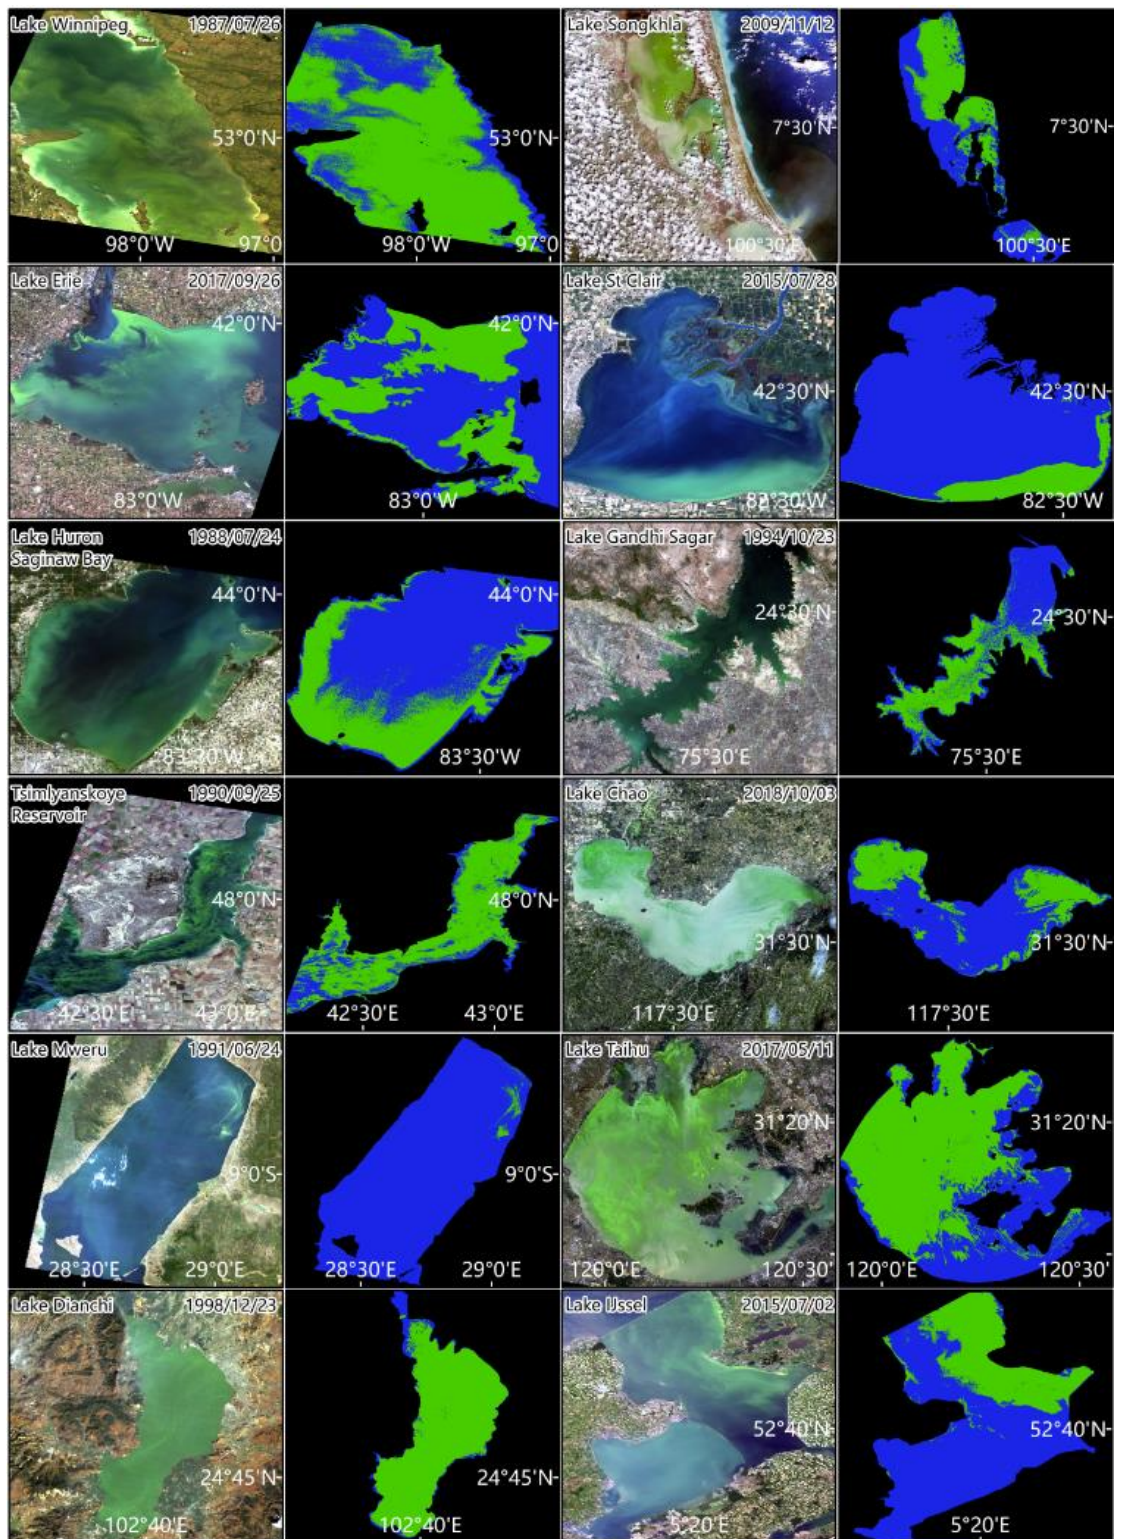 Lake Winnipeg 1987/07/26
53°0'N
98°0'W 97°0
53°0'N
98°0'W 97°0
Lake Songkhla 2009/11/12
7°30'N
100°30'E
7°30'N
100°30'E
Lake Erie 2017/09/26
42°0'N
83°0'W
42°0'N
83°0'W
Lake St Clair 2015/07/28
42°30'N
82°30'W
42°30'N
82°30'W
Lake Huron 1988/07/24
Saginaw Bay
44°0'N
83°30'W
44°0'N
83°30'W
Lake Gandhi Sagar 1994/10/23
24°30'N
75°30'E
24°30'N
75°30'E
Tsimlyanskoye 1990/09/25
Reservoir
48°0'N
42°30'E 43°0'E
48°0'N
42°30'E 43°0'E
Lake Chao 2018/10/03
31°30'N
117°30'E
31°30'N
117°30'E
Lake Mweru 1991/06/24
9°0'S
28°30'E 29°0'E
9°0'S
28°30'E 29°0'E
Lake Taihu 2017/05/11
31°20'N
120°0'E 120°30'
31°20'N
120°0'E 120°30'
Lake Dianchi 1998/12/23
24°45'N
102°40'E
24°45'N
102°40'E
Lake IJssel 2015/07/02
52°40'N
5°20'E
52°40'N
5°20'E